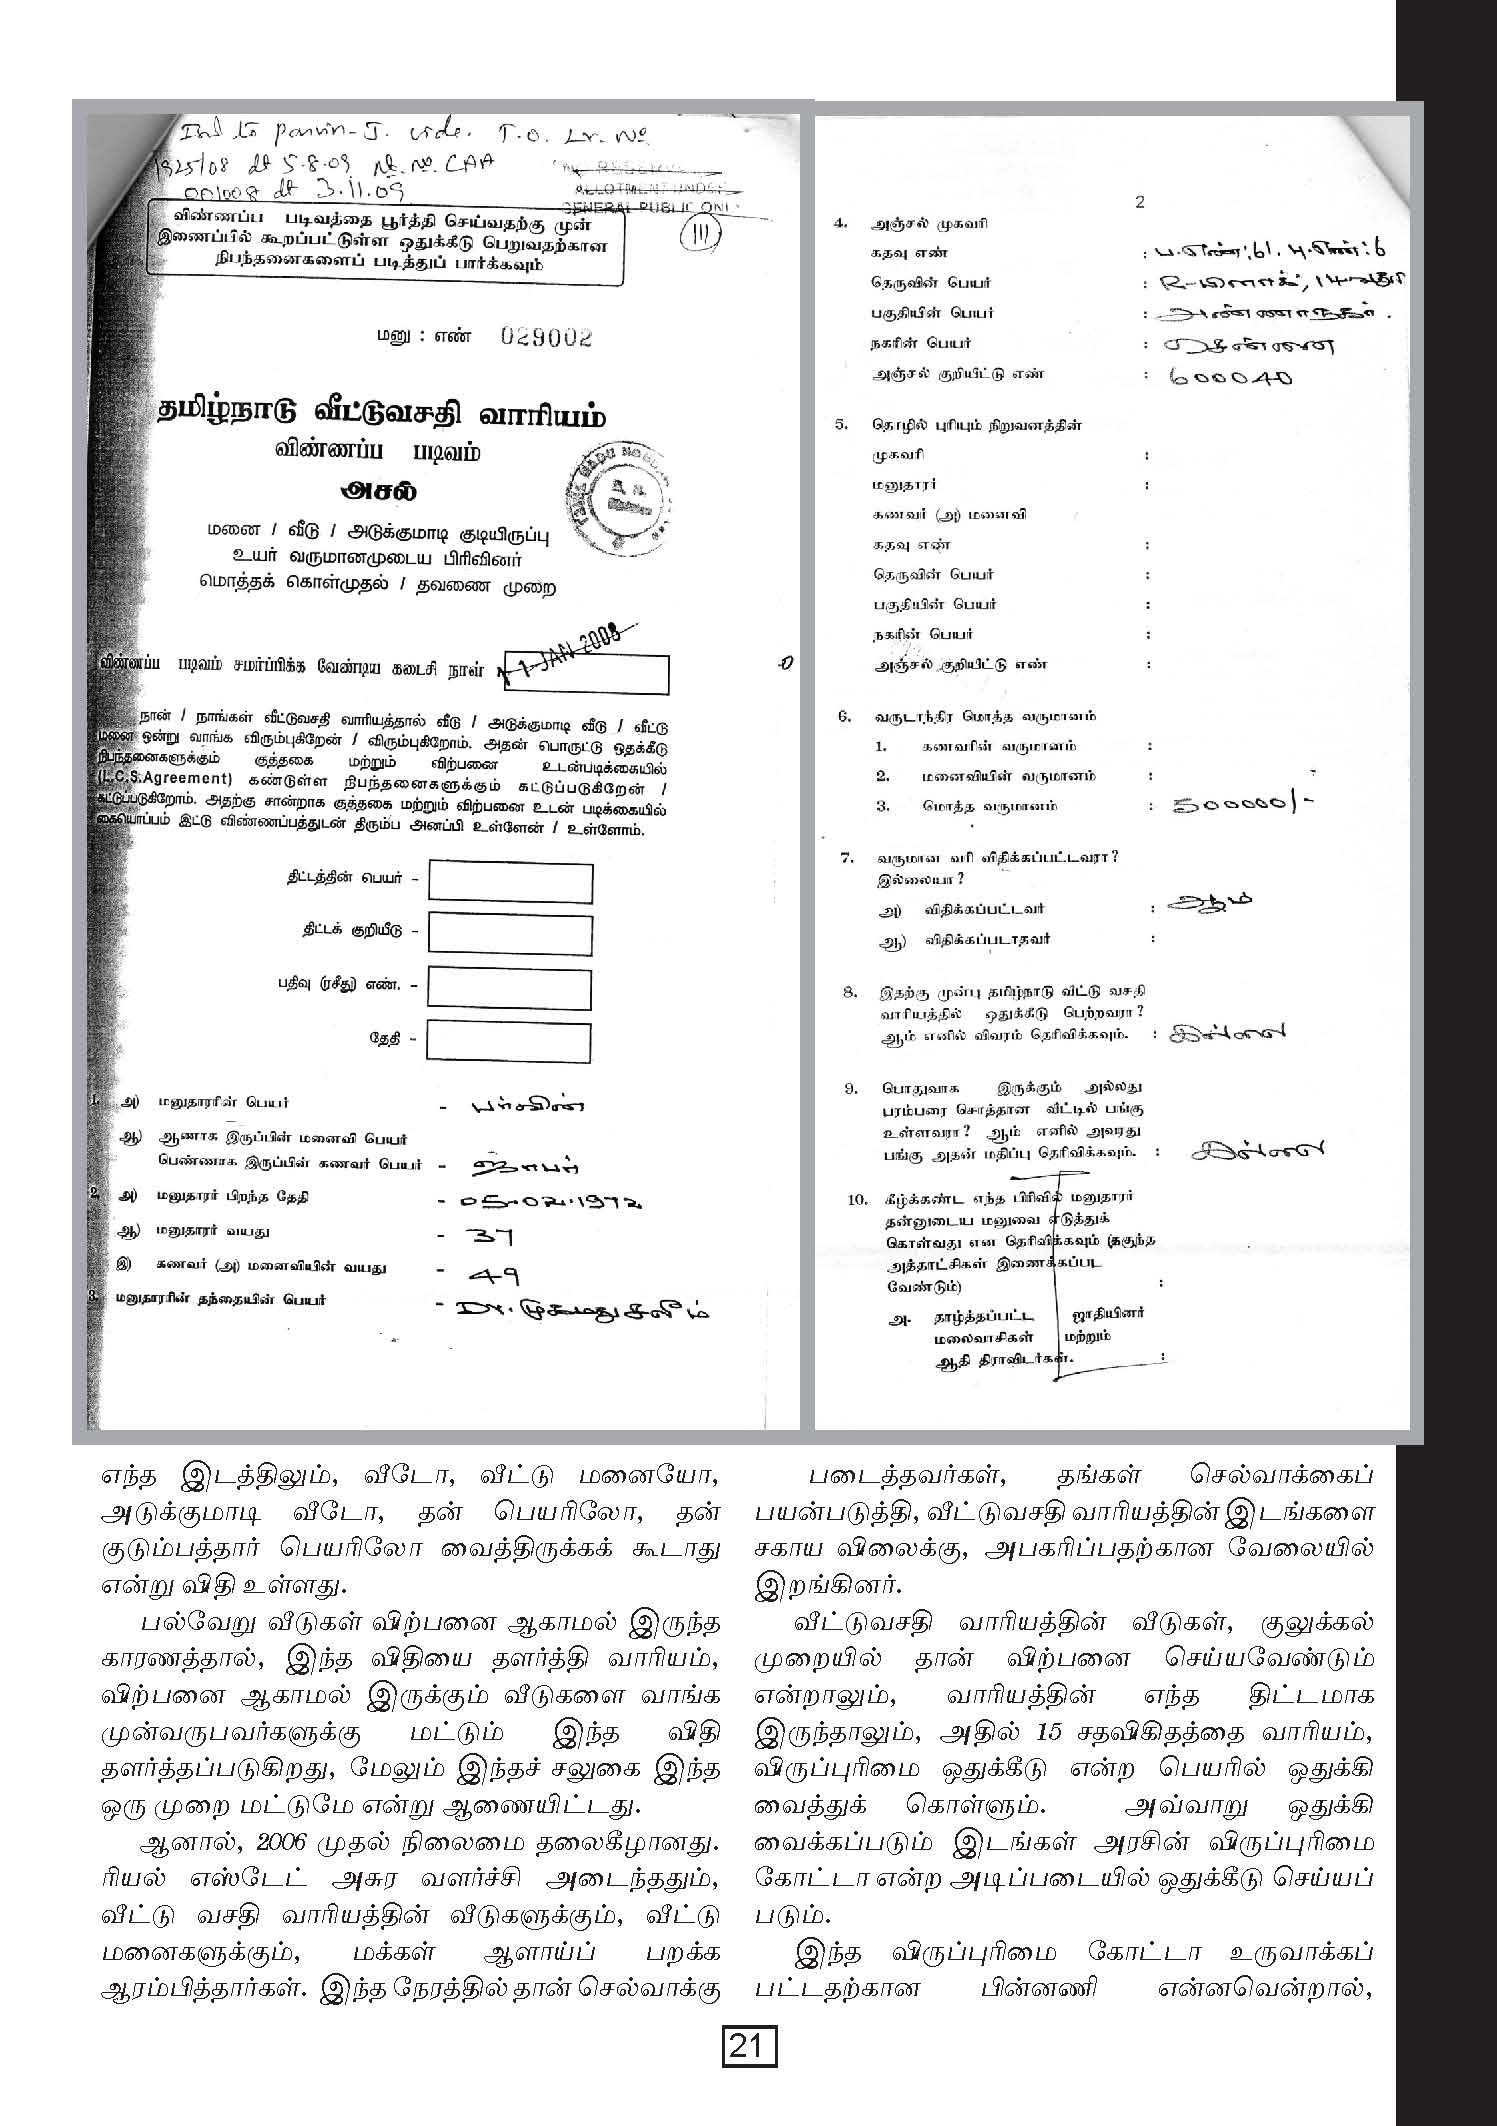 Ind to parvin-J. vide. T.O. Lr. No
1925/08 dt 5.8.09 Nt. No. CAA
001008 dt 3.11.09
ALLOTMENT UNDER
GENERAL PUBLIC ONL
விண்ணப்ப படிவத்தை பூர்த்தி செய்வதற்கு முன்
இணைப்பில் கூறப்பட்டுள்ள ஒதுக்கீடு பெறுவதற்கான
நிபந்தனைகளைப் படித்துப் பார்க்கவும்
111
மனு : எண் 029002
தமிழ்நாடு வீட்டுவசதி வாரியம்
விண்ணப்ப படிவம்
அசல்
மனை / வீடு / அடுக்குமாடி குடியிருப்பு
உயர் வருமானமுடைய பிரிவினர்
மொத்தக் கொள்முதல் / தவணை முறை
விண்ணப்ப படிவம் சமர்ப்பிக்க வேண்டிய கடைசி நாள் 1-JAN 2008
நான் / நாங்கள் வீட்டுவசதி வாரியத்தால் வீடு / அடுக்குமாடி வீடு / வீட்டு
மனை ஒன்று வாங்க விரும்புகிறேன் / விரும்புகிறோம். அதன் பொருட்டு ஒதக்கீடு
நிபந்தனைகளுக்கும் குத்தகை மற்றும் விற்பனை உடன்படிக்கையில்
(L.C.S.Agreement) கண்டுள்ள நிபந்தனைகளுக்கும் கட்டுப்படுகிறேன் /
கட்டுப்படுகிறோம். அதற்கு சான்றாக குத்தகை மற்றும் விற்பனை உடன் படிக்கையில்
கையொப்பம் இட்டு விண்ணப்பத்துடன் திரும்ப அனப்பி உள்ளேன் / உள்ளோம்.
திட்டத்தின் பெயர் -
திட்டக் குறியீடு -
பதிவு (ரசீது) எண். -
தேதி -
1. அ) மனுதாரரின் பெயர் - பர்வின்
ஆ) ஆணாக இருப்பின் மனைவி பெயர்
பெண்ணாக இருப்பின் கணவர் பெயர் - ஜாபர்
2. அ) மனுதாரர் பிறந்த தேதி - 05-02-1972
ஆ) மனுதாரர் வயது - 37
இ) கணவர் (அ) மனைவியின் வயது - 49
3. மனுதாரரின் தந்தையின் பெயர் - Dr. முகமது சலீம்
2
4. அஞ்சல் முகவரி
கதவு எண் : ப.எண்:61. பு.எண்:6
தெருவின் பெயர் : R-பிளாக், 14-வது
பகுதியின் பெயர் : அண்ணாநகர்.
நகரின் பெயர் : சென்னை
அஞ்சல் குறியிட்டு எண் : 600040
5. தொழில் புரியும் நிறுவனத்தின்
முகவரி :
மனுதாரர் :
கணவர் (அ) மனைவி
கதவு எண் :
தெருவின் பெயர் :
பகுதியின் பெயர் :
நகரின் பெயர் :
அஞ்சல் குறியிட்டு எண் :
6. வருடாந்திர மொத்த வருமானம்
1. கணவரின் வருமானம் :
2. மனைவியின் வருமானம் :
3. மொத்த வருமானம் : 500000/-
7. வருமான வரி விதிக்கப்பட்டவரா?
இல்லையா?
அ) விதிக்கப்பட்டவர் : ஆம்
ஆ) விதிக்கப்படாதவர் :
8. இதற்கு முன்பு தமிழ்நாடு வீட்டு வசதி
வாரியத்தில் ஒதுக்கீடு பெற்றவரா?
ஆம் எனில் விவரம் தெரிவிக்கவும். : இல்லை
9. பொதுவாக இருக்கும் அல்லது
பரம்பரை சொத்தான வீட்டில் பங்கு
உள்ளவரா? ஆம் எனில் அவரது
பங்கு அதன் மதிப்பு தெரிவிக்கவும். : இல்லை
10. கீழ்க்கண்ட எந்த பிரிவில் மனுதாரர்
தன்னுடைய மனுவை எடுத்துக்
கொள்வது என தெரிவிக்கவும் (தகுந்த
அத்தாட்சிகள் இணைக்கப்பட
வேண்டும்) :
அ. தாழ்த்தப்பட்ட ஜாதியினர்
மலைவாசிகள் மற்றும்
ஆதி திராவிடர்கள். :
எந்த இடத்திலும், வீடோ, வீட்டு மனையோ,
அடுக்குமாடி வீடோ, தன் பெயரிலோ, தன்
குடும்பத்தார் பெயரிலோ வைத்திருக்கக் கூடாது
என்று விதி உள்ளது.
பல்வேறு வீடுகள் விற்பனை ஆகாமல் இருந்த
காரணத்தால், இந்த விதியை தளர்த்தி வாரியம்,
விற்பனை ஆகாமல் இருக்கும் வீடுகளை வாங்க
முன்வருபவர்களுக்கு மட்டும் இந்த விதி
தளர்த்தப்படுகிறது, மேலும் இந்தச் சலுகை இந்த
ஒரு முறை மட்டுமே என்று ஆணையிட்டது.
ஆனால், 2006 முதல் நிலைமை தலைகீழானது.
ரியல் எஸ்டேட் அசுர வளர்ச்சி அடைந்ததும்,
வீட்டு வசதி வாரியத்தின் வீடுகளுக்கும், வீட்டு
மனைகளுக்கும், மக்கள் ஆளாய்ப் பறக்க
ஆரம்பித்தார்கள். இந்த நேரத்தில் தான் செல்வாக்கு
படைத்தவர்கள், தங்கள் செல்வாக்கைப்
பயன்படுத்தி, வீட்டுவசதி வாரியத்தின் இடங்களை
சகாய விலைக்கு, அபகரிப்பதற்கான வேலையில்
இறங்கினர்.
வீட்டுவசதி வாரியத்தின் வீடுகள், குலுக்கல்
முறையில் தான் விற்பனை செய்யவேண்டும்
என்றாலும், வாரியத்தின் எந்த திட்டமாக
இருந்தாலும், அதில் 15 சதவிகிதத்தை வாரியம்,
விருப்புரிமை ஒதுக்கீடு என்ற பெயரில் ஒதுக்கி
வைத்துக் கொள்ளும். அவ்வாறு ஒதுக்கி
வைக்கப்படும் இடங்கள் அரசின் விருப்புரிமை
கோட்டா என்ற அடிப்படையில் ஒதுக்கீடு செய்யப்
படும்.
இந்த விருப்புரிமை கோட்டா உருவாக்கப்
பட்டதற்கான பின்னணி என்னவென்றால்,
21